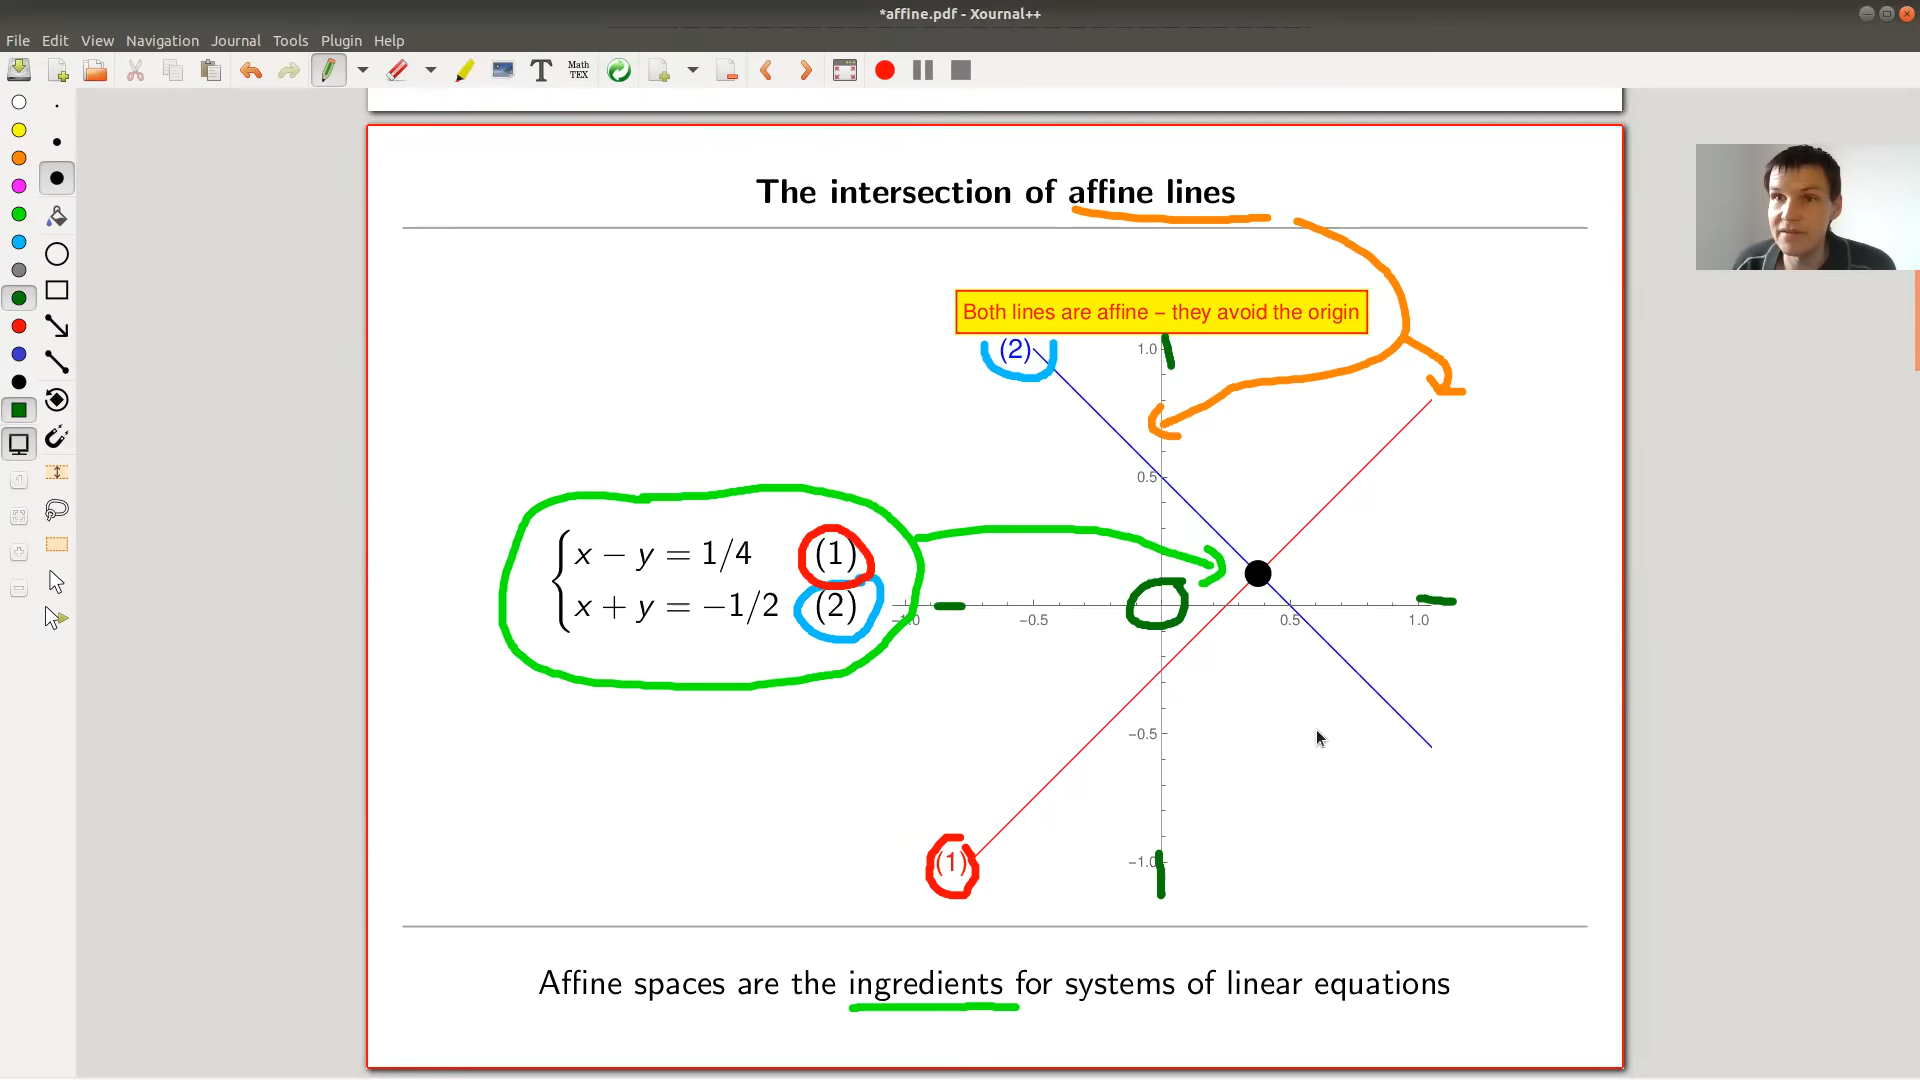 *affine.pdf - Xournal++
File Edit View Navigation Journal Tools Plugin Help
Math
TEX
The intersection of affine lines
Both lines are affine – they avoid the origin
(2)
1.0
0.5
x − y = 1/4 (1)
x + y = −1/2 (2)
−0.5
0.5
1.0
−0.5
(1)
−1.0
Affine spaces are the ingredients for systems of linear equations